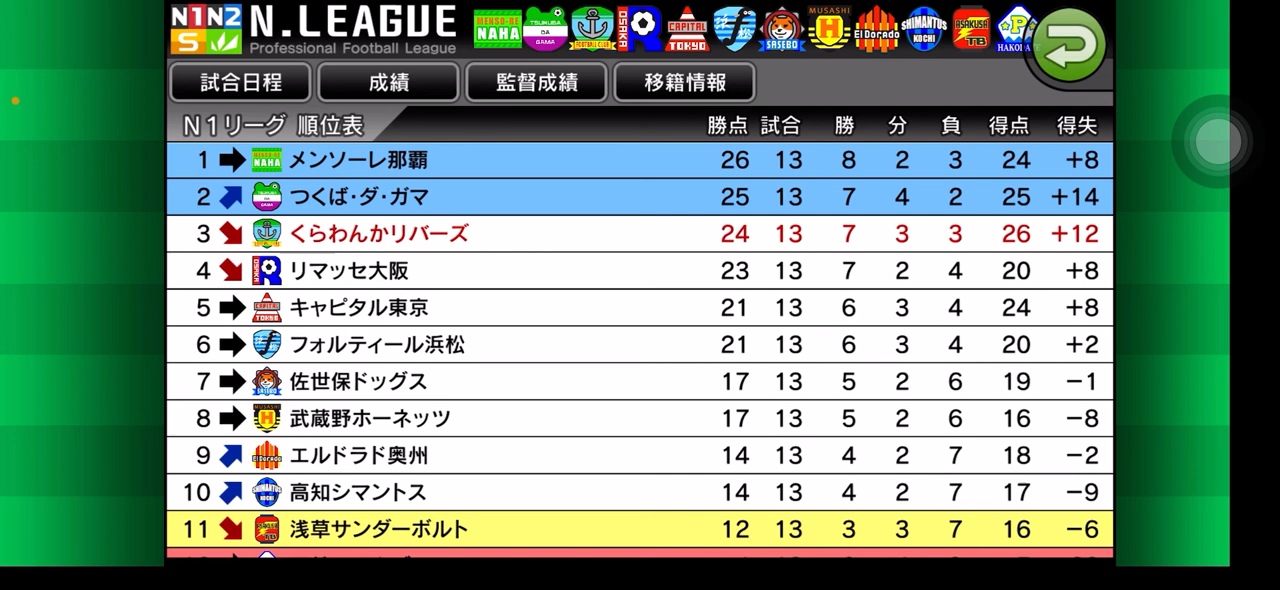 N1 N2 S N.LEAGUE
Professional Football League
MENSO-RE NAHA TSUKUBA DA GAMA FOOTBALL CLUB OSAKA R CAPITAL TOKYO SASEBO MUSASHI H El Dorado SHIMANTOS KOCHI ASAKUSA TB P
試合日程 成績 監督成績 移籍情報
N1リーグ 順位表 勝点 試合 勝 分 負 得点 得失
1 メンソーレ那覇 26 13 8 2 3 24 +8
2 つくば・ダ・ガマ 25 13 7 4 2 25 +14
3 くらわんかリバーズ 24 13 7 3 3 26 +12
4 リマッセ大阪 23 13 7 2 4 20 +8
5 キャピタル東京 21 13 6 3 4 24 +8
6 フォルティール浜松 21 13 6 3 4 20 +2
7 佐世保ドッグス 17 13 5 2 6 19 −1
8 武蔵野ホーネッツ 17 13 5 2 6 16 −8
9 エルドラド奥州 14 13 4 2 7 18 −2
10 高知シマントス 14 13 4 2 7 17 −9
11 浅草サンダーボルト 12 13 3 3 7 16 −6